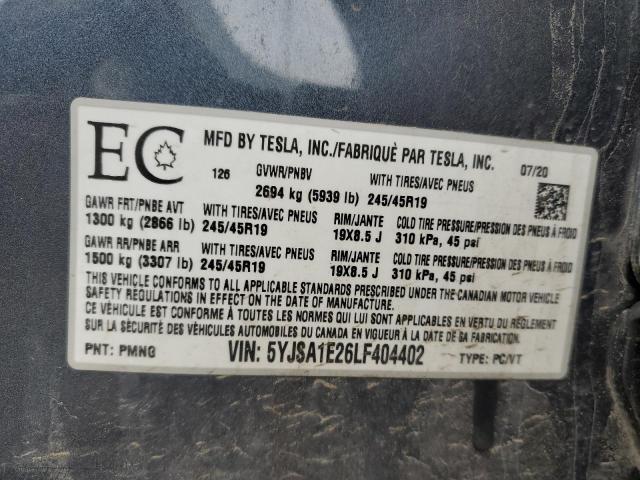 EC MFD BY TESLA, INC./FABRIQUÈ PAR TESLA, INC. 07/20
126 GVWR/PNBV WITH TIRES/AVEC PNEUS
2694 kg (5939 lb) 245/45R19
GAWR FRT/PNBE AVT WITH TIRES/AVEC PNEUS RIM/JANTE COLD TIRE PRESSURE/PRESSION DES PNEUS À FROID
1300 kg (2866 lb) 245/45R19 19X8.5 J 310 kPa, 45 psi
GAWR RR/PNBE ARR WITH TIRES/AVEC PNEUS RIM/JANTE COLD TIRE PRESSURE/PRESSION DES PNEUS À FROID
1500 kg (3307 lb) 245/45R19 19X8.5 J 310 kPa, 45 psi
THIS VEHICLE CONFORMS TO ALL APPLICABLE STANDARDS PRESCRIBED UNDER THE CANADIAN MOTOR VEHICLE
SAFETY REGULATIONS IN EFFECT ON THE DATE OF MANUFACTURE.
CE VÉHICULE EST CONFORME À TOUTES LES NORMES QUI LUI SONT APPLICABLES EN VERTU DU RÈGLEMENT
SUR LA SÉCURITÉ DES VÉHICULES AUTOMOBILES DU CANADA EN VIGUEUR À LA DATE DE SA FABRICATION.
PNT: PMNG VIN: 5YJSA1E26LF404402 TYPE: PC/VT